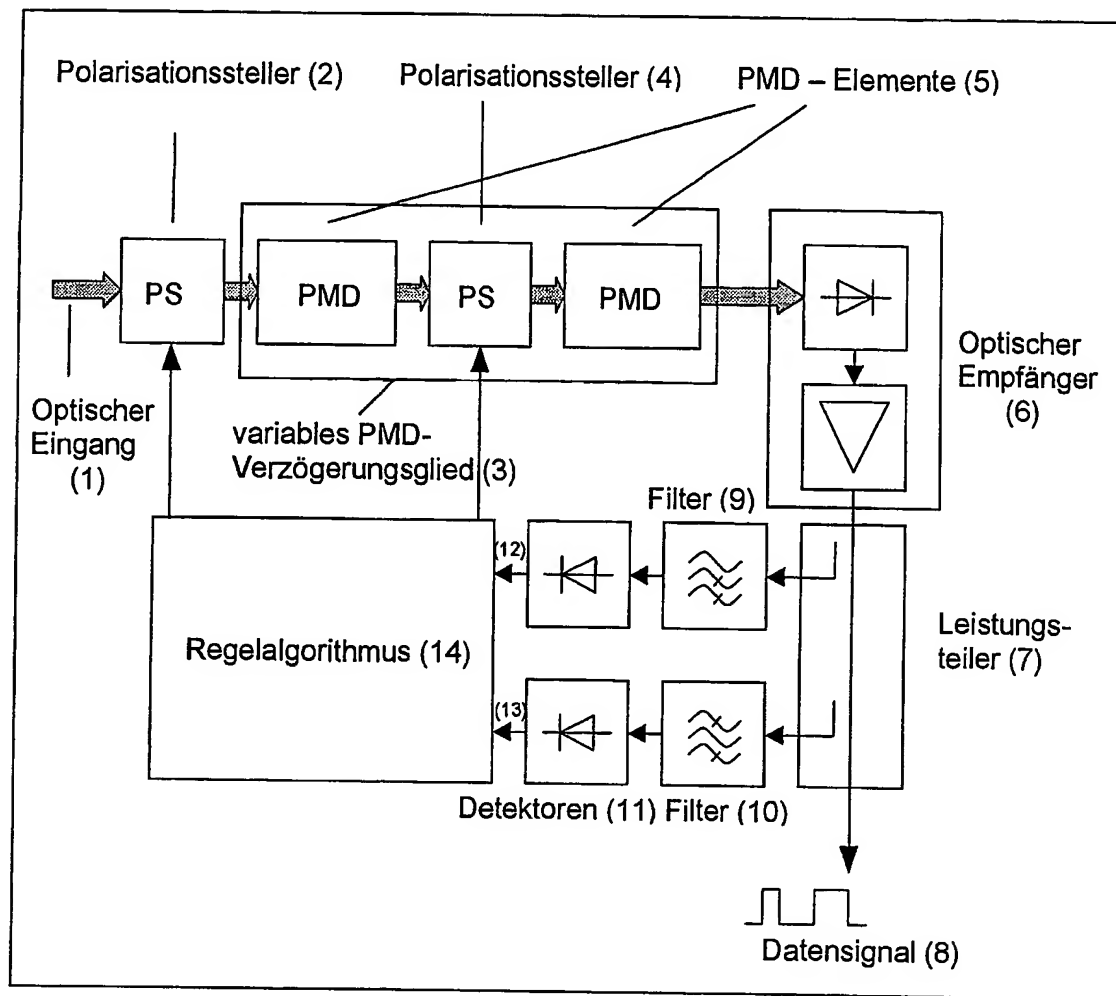 Polarisationssteller (2)
Polarisationssteller (4)
PMD – Elemente (5)
PS
PMD
PS
PMD
Optischer
Eingang
(1)
variables PMD-
Verzögerungsglied (3)
Optischer
Empfänger
(6)
Filter (9)
(12)
Regelalgorithmus (14)
Leistungs-
teiler (7)
(13)
Detektoren (11) Filter (10)
Datensignal (8)